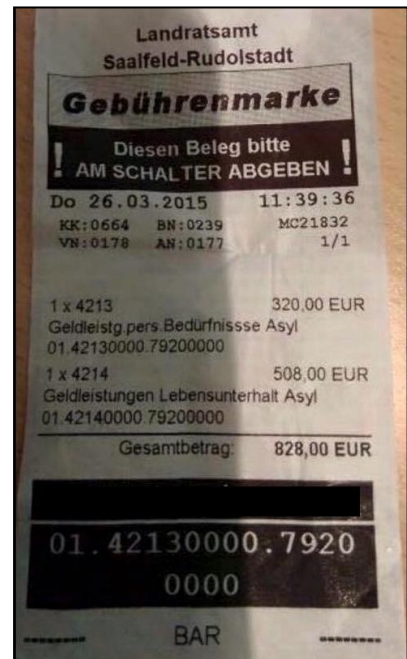 Landratsamt
Saalfeld-Rudolstadt
Gebührenmarke
! Diesen Beleg bitte !
AM SCHALTER ABGEBEN
Do 26.03.2015 11:39:36
KK:0664 BN:0239 MC21832
VN:0178 AN:0177 1/1
1 x 4213 320,00 EUR
Geldleistg.pers.Bedürfnissse Asyl
01.42130000.79200000
1 x 4214 508,00 EUR
Geldleistungen Lebensunterhalt Asyl
01.42140000.79200000
Gesamtbetrag: 828,00 EUR
01.42130000.7920
0000
-------- BAR --------